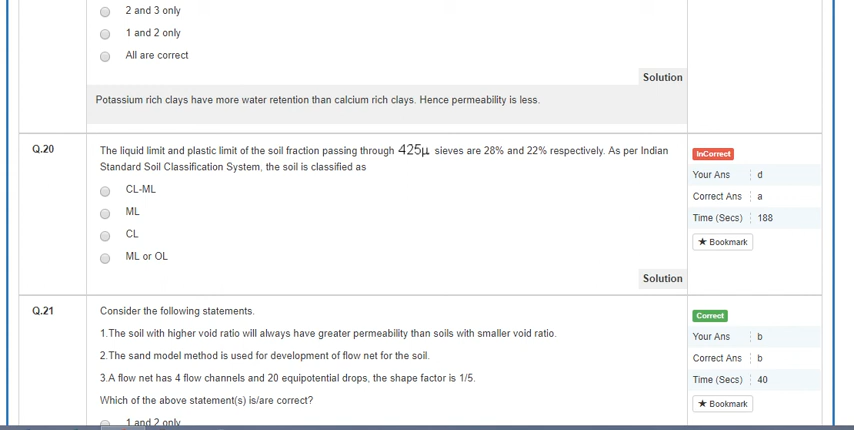 2 and 3 only
1 and 2 only
All are correct
Solution
Potassium rich clays have more water retention than calcium rich clays. Hence permeability is less.
Q.20
The liquid limit and plastic limit of the soil fraction passing through 425μ sieves are 28% and 22% respectively. As per Indian
Standard Soil Classification System, the soil is classified as
CL-ML
ML
CL
ML or OL
Solution
InCorrect
Your Ans d
Correct Ans a
Time (Secs) 188
★ Bookmark
Q.21
Consider the following statements.
1.The soil with higher void ratio will always have greater permeability than soils with smaller void ratio.
2.The sand model method is used for development of flow net for the soil.
3.A flow net has 4 flow channels and 20 equipotential drops, the shape factor is 1/5.
Which of the above statement(s) is/are correct?
1 and 2 only
Correct
Your Ans b
Correct Ans b
Time (Secs) 40
★ Bookmark